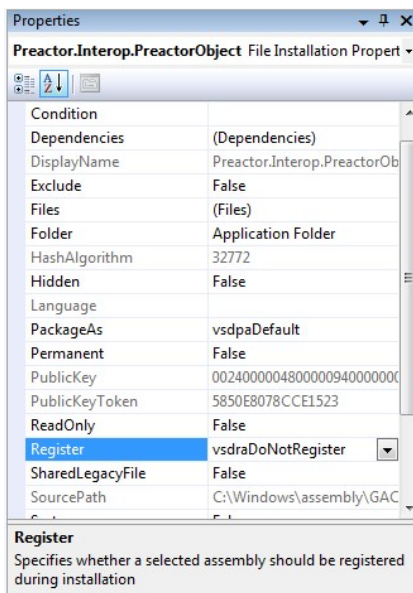 Properties
Preactor.Interop.PreactorObject File Installation Propert
Condition
Dependencies (Dependencies)
DisplayName Preactor.Interop.PreactorOb
Exclude False
Files (Files)
Folder Application Folder
HashAlgorithm 32772
Hidden False
Language
PackageAs vsdpaDefault
Permanent False
PublicKey 0024000004800000940000000
PublicKeyToken 5850E8078CCE1523
ReadOnly False
Register vsdraDoNotRegister
SharedLegacyFile False
SourcePath C:\Windows\assembly\GAC
Register
Specifies whether a selected assembly should be registered
during installation